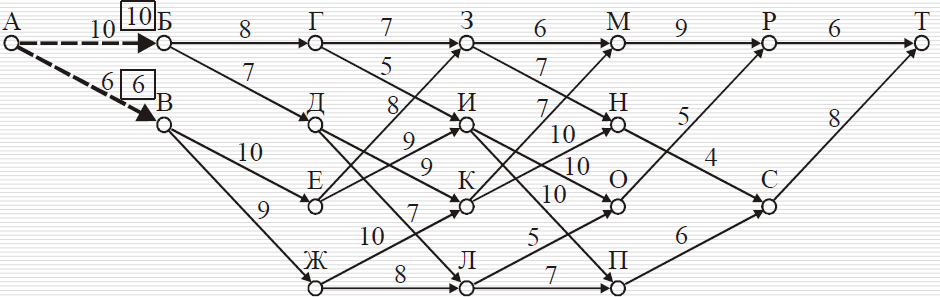 А 10 10 Б 8 Г 7 З 6 М 9 Р 6 Т
7 5 7
6 6 В Д 8 И 7 Н 5 8
10 9 9 10 10 4
Е К 10 О С
9 10 7 5 6
Ж 8 Л 7 П